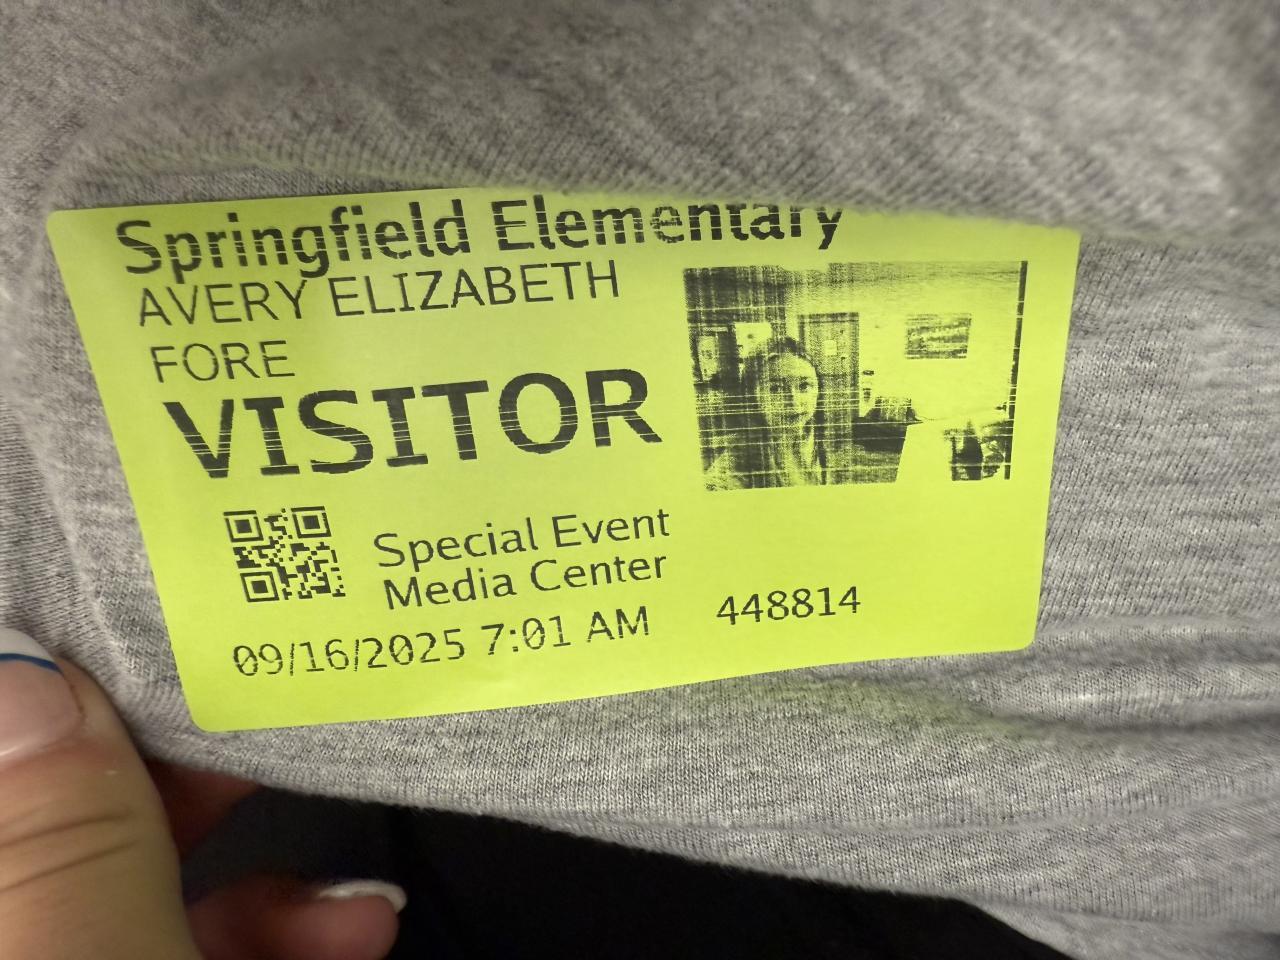 Springfield Elementary
AVERY ELIZABETH
FORE
VISITOR
Special Event
Media Center
09/16/2025 7:01 AM
448814